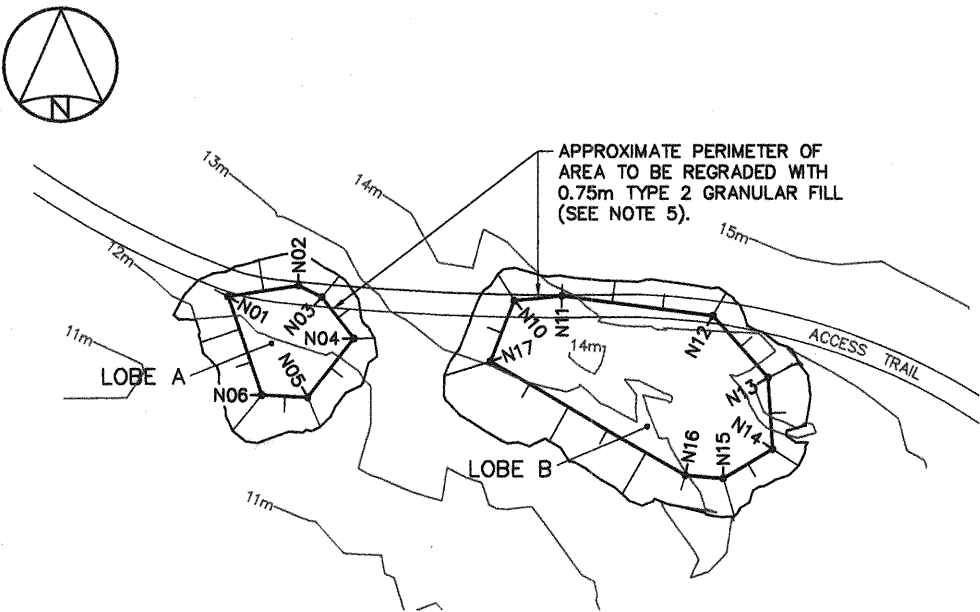 N
APPROXIMATE PERIMETER OF
AREA TO BE REGRADED WITH
0.75m TYPE 2 GRANULAR FILL
(SEE NOTE 5).
13m
14m
15m
12m
11m
N02
N01
N03
N04
N05
N06
LOBE A
N10
N11
N12
N17
14m
N13
N14
N15
N16
LOBE B
ACCESS TRAIL
11m